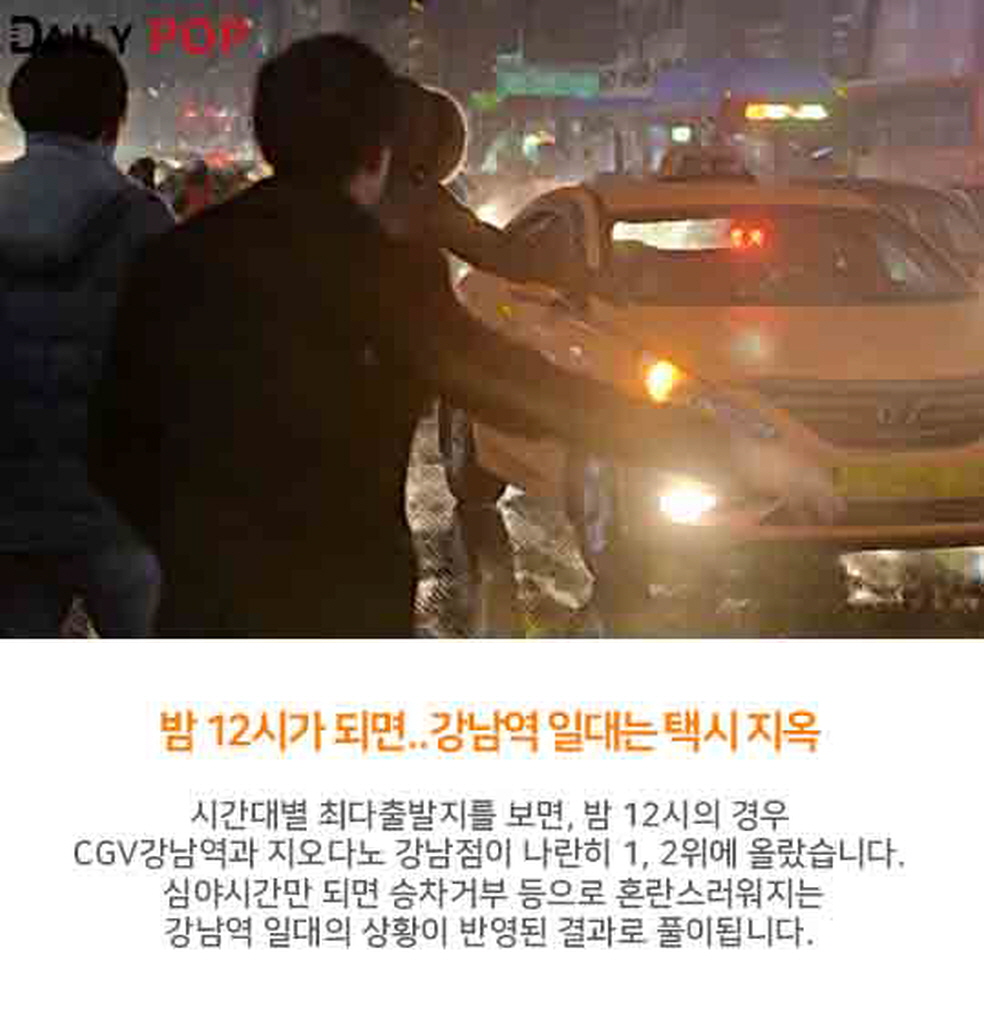 DAILY POP
밤 12시가 되면..강남역 일대는 택시 지옥
시간대별 최다출발지를 보면, 밤 12시의 경우
CGV강남역과 지오다노 강남점이 나란히 1, 2위에 올랐습니다.
심야시간만 되면 승차거부 등으로 혼란스러워지는
강남역 일대의 상황이 반영된 결과로 풀이됩니다.